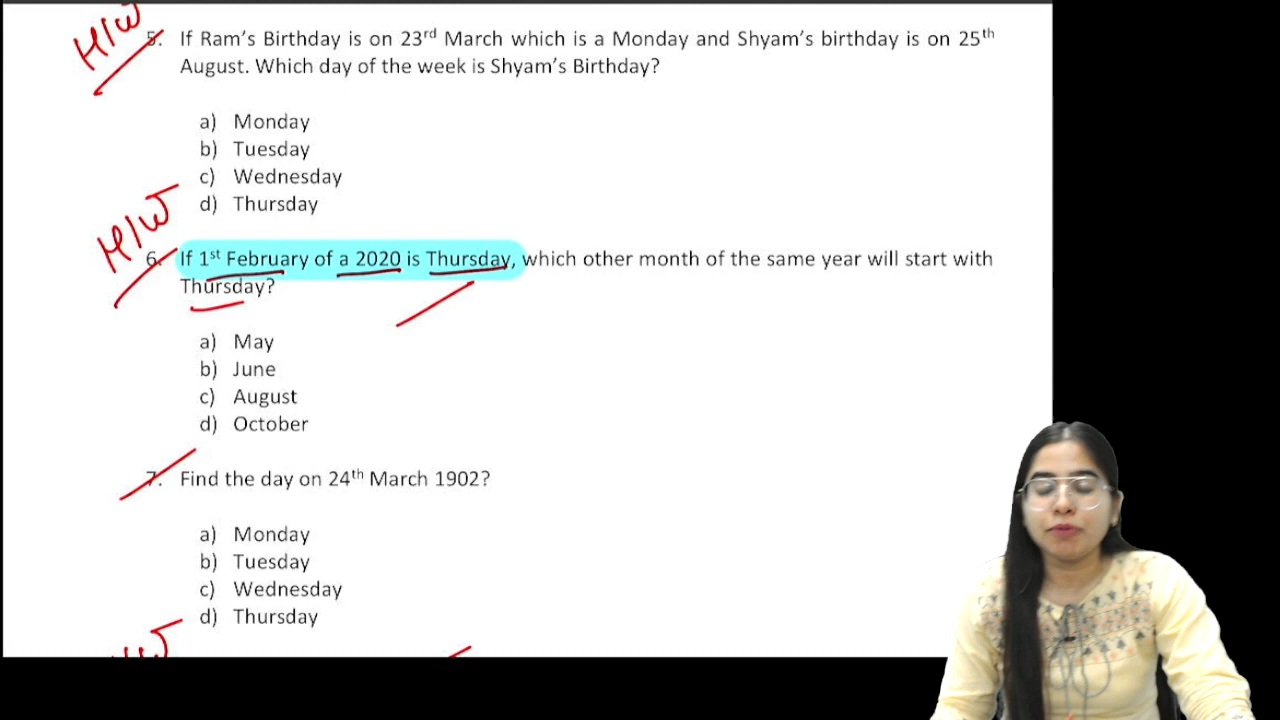 H/W
5. If Ram's Birthday is on 23rd March which is a Monday and Shyam's birthday is on 25th
August. Which day of the week is Shyam's Birthday?
a) Monday
b) Tuesday
c) Wednesday
d) Thursday
H/W
6. If 1st February of a 2020 is Thursday, which other month of the same year will start with
Thursday?
a) May
b) June
c) August
d) October
7. Find the day on 24th March 1902?
a) Monday
b) Tuesday
c) Wednesday
d) Thursday